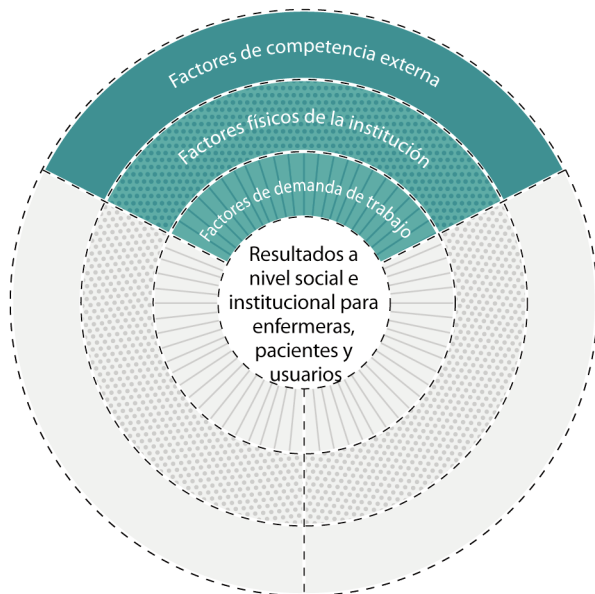 Factores de competencia externa
Factores físicos de la institución
Factores de demanda de trabajo
Resultados a
nivel social e
institucional para
enfermeras,
pacientes y
usuarios